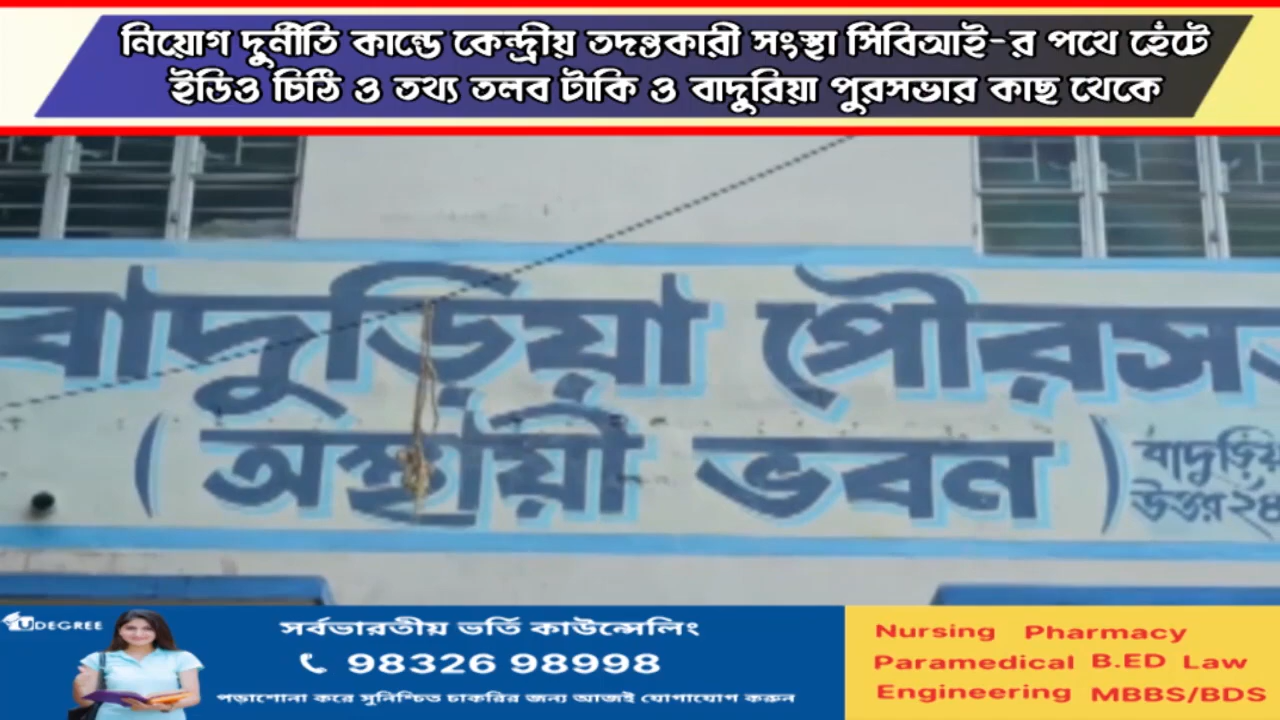 নিয়োগ দুর্নীতি কান্ডে কেন্দ্রীয় তদন্তকারী সংস্থা সিবিআই-র পথে হেঁটে
ইডিও চিঠি ও তথ্য তলব টাকি ও বাদুরিয়া পুরসভার কাছ থেকে
বাদুড়িয়া পৌরস
( অস্থায়ী ভবন )
বাদুড়িয়
উত্তর ২৪
UDEGREE
সর্বভারতীয় ভর্তি কাউন্সেলিং
98326 98998
পড়াশোনা করে সুনিশ্চিত চাকরির জন্য আজই যোগাযোগ করুন
Nursing Pharmacy
Paramedical B.ED Law
Engineering MBBS/BDS